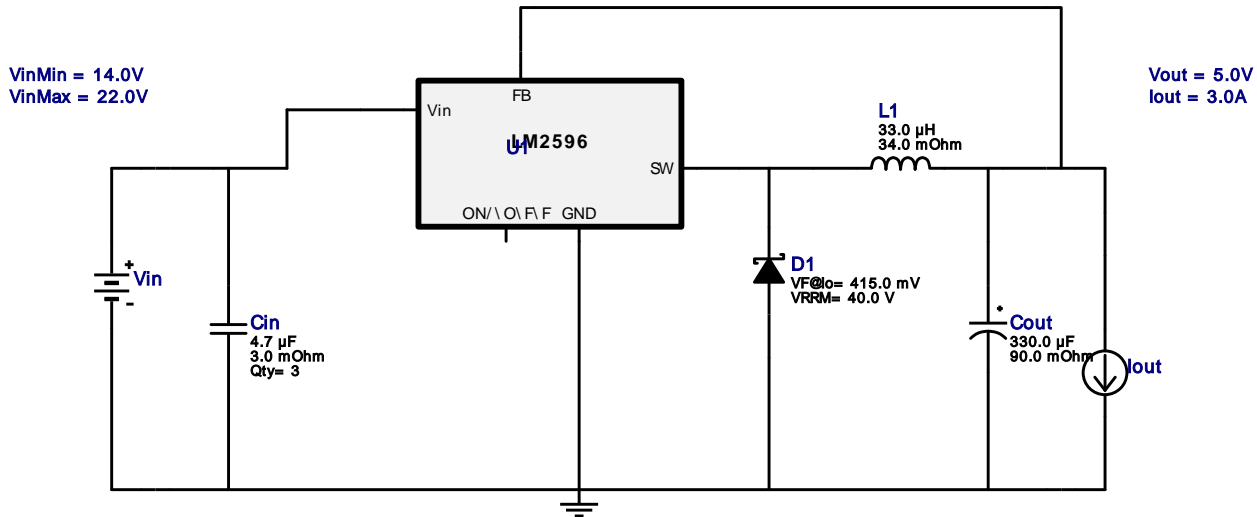 VinMin = 14.0V
VinMax = 22.0V
Vout = 5.0V
Iout = 3.0A
FB
Vin
LM2596
U1
SW
ON/ \ O\ F\ F GND
L1
33.0 µH
34.0 mOhm
+
Vin
-
D1
VF@Io= 415.0 mV
VRRM= 40.0 V
Cin
4.7 µF
3.0 mOhm
Qty= 3
+
Cout
330.0 µF
90.0 mOhm
Iout